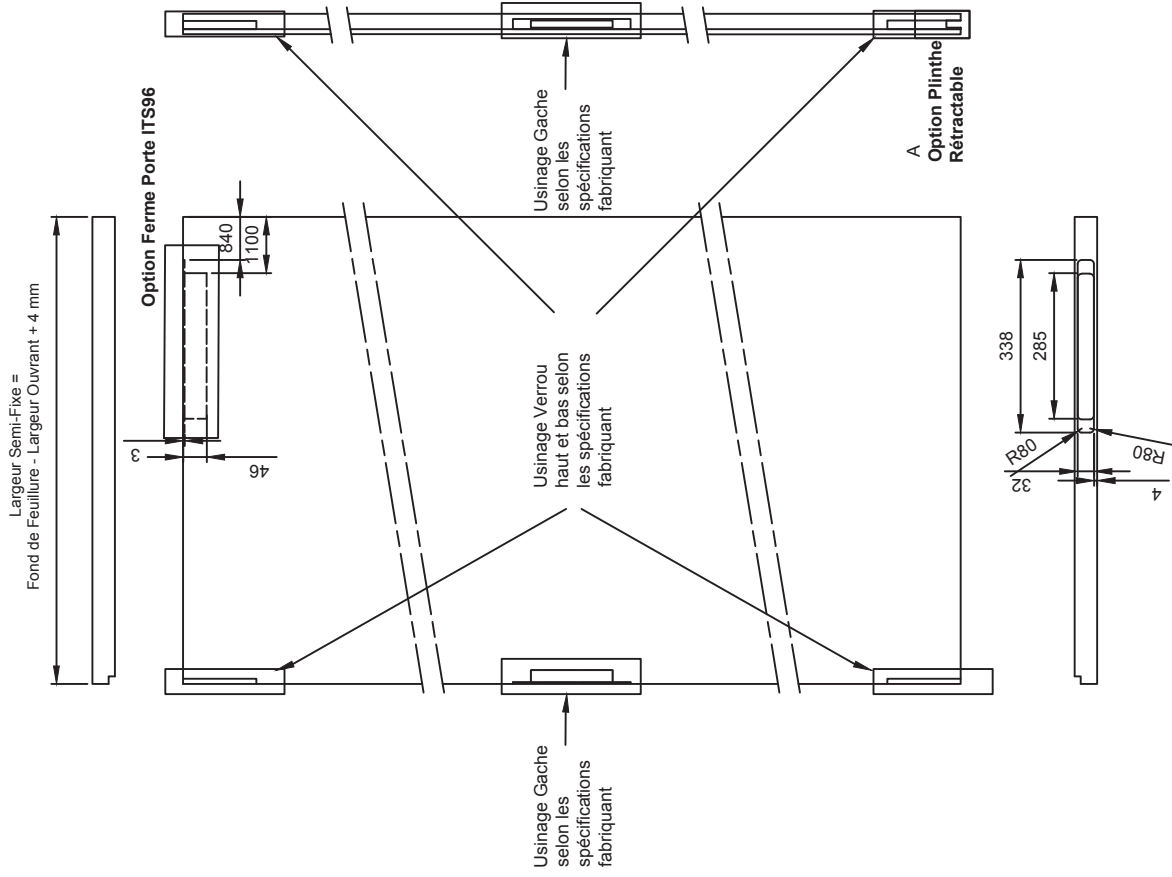 Largeur Semi-Fixe =
Fond de Feuillure - Largeur Ouvrant + 4 mm
Option Ferme Porte ITS96
840
1100
3
46
Usinage Gache
selon les
spécifications
fabriquant
Usinage Verrou
haut et bas selon
les spécifications
fabriquant
A
Option Plinthe
Rétractable
Usinage Gache
selon les
spécifications
fabriquant
338
285
R80
R80
32
4